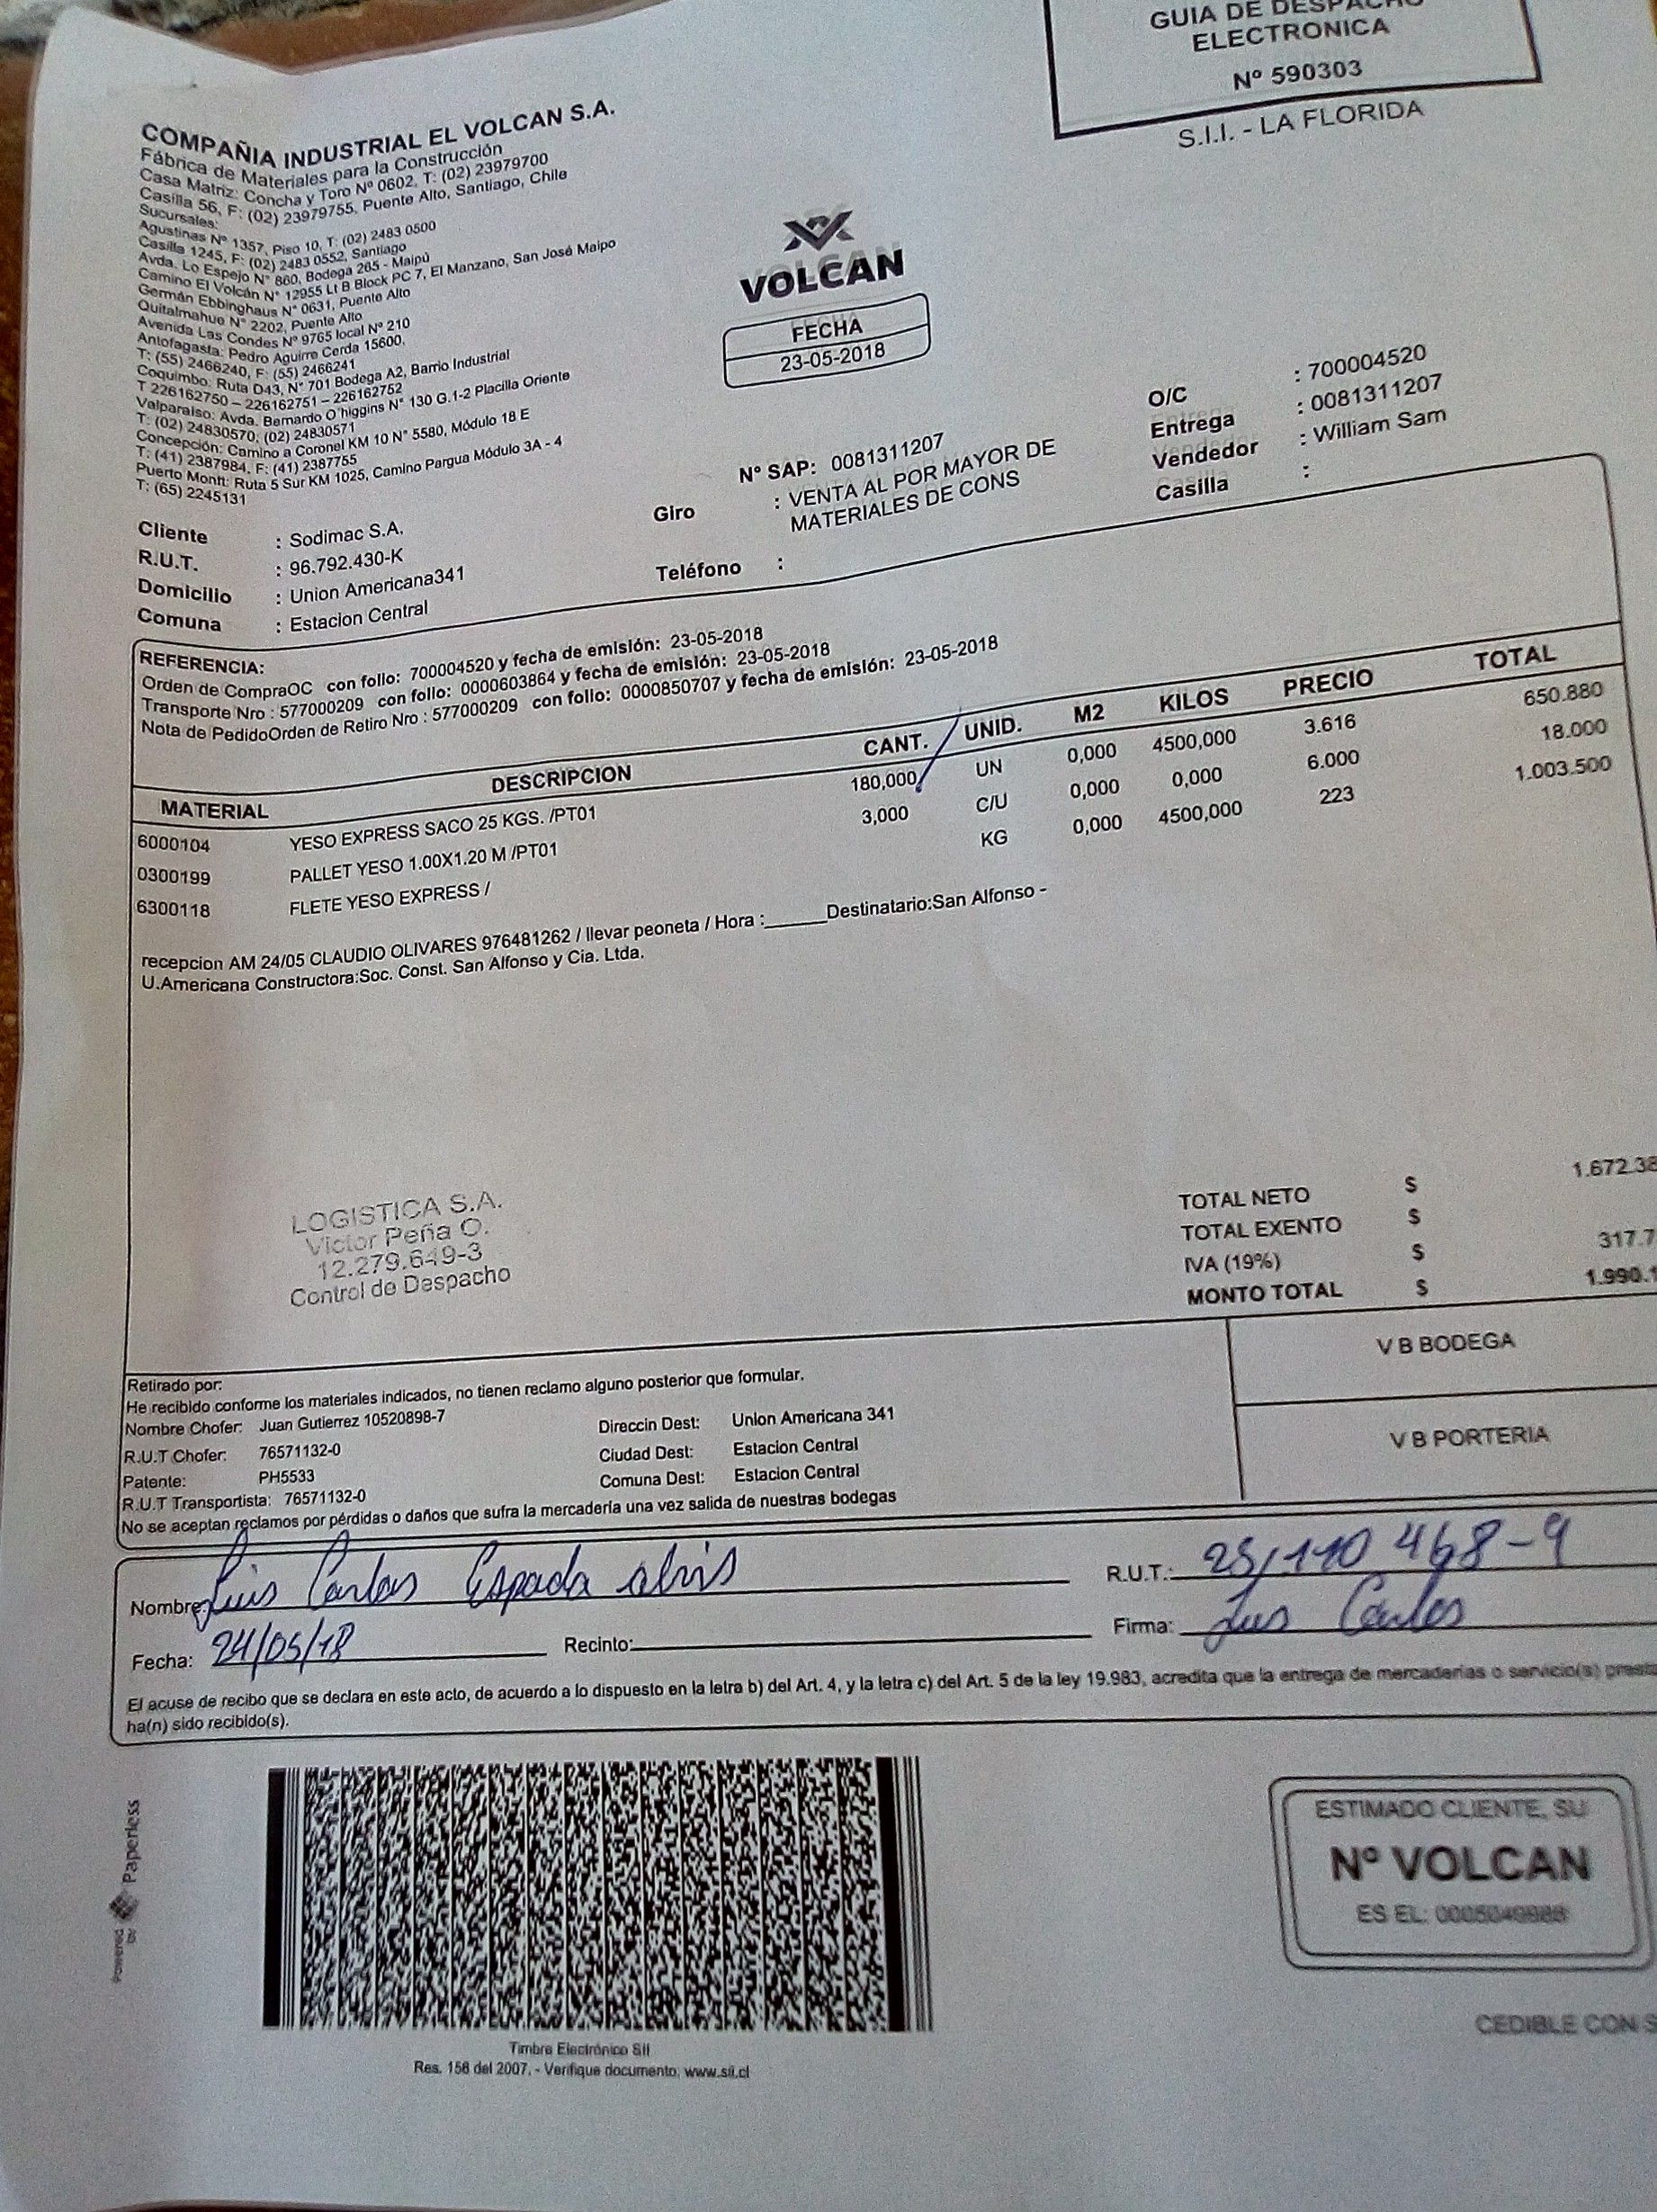 GUIA DE DESPACHO
ELECTRONICA
Nº 590303
S.I.I. - LA FLORIDA
COMPAÑIA INDUSTRIAL EL VOLCAN S.A.
Fábrica de Materiales para la Construcción
Casa Matriz: Concha y Toro Nº 0602, T: (02) 23979700
Casilla 56, F: (02) 23979755, Puente Alto, Santiago, Chile
Sucursales:
Agustinas Nº 1357, Piso 10, T: (02) 2483 0500
Casilla 1245, F: (02) 2483 0552, Santiago
Avda. Lo Espejo N° 860, Bodega 265 - Maipú
Camino El Volcán N° 12955 Lt B Block PC 7, El Manzano, San José Maipo
Germán Ebbinghaus N° 0631, Puente Alto
Quitalmahue N° 2202, Puente Alto
Avenida Las Condes N° 9765 local Nº 210
Antofagasta: Pedro Aguirre Cerda 15600,
T: (55) 2466240, F: (55) 2466241
Coquimbo: Ruta D43, N° 701 Bodega A2, Barrio Industrial
T 226162750 – 226162751 – 226162752
Valparaíso: Avda. Bernardo O'higgins N° 130 G.1-2 Placilla Oriente
T: (02) 24830570; (02) 24830571
Concepción: Camino a Coronel KM 10 N° 5580, Módulo 18 E
T: (41) 2387984, F: (41) 2387755
Puerto Montt: Ruta 5 Sur KM 1025, Camino Pargua Módulo 3A - 4
T: (65) 2245131
VOLCAN
FECHA
23-05-2018
O/C : 700004520
Entrega : 0081311207
Vendedor : William Sam
Casilla :
N° SAP: 0081311207
Giro : VENTA AL POR MAYOR DE
MATERIALES DE CONS
Teléfono :
Cliente : Sodimac S.A.
R.U.T. : 96.792.430-K
Domicilio : Union Americana341
Comuna : Estacion Central
REFERENCIA:
Orden de CompraOC con folio: 700004520 y fecha de emisión: 23-05-2018
Transporte Nro : 577000209 con folio: 0000603864 y fecha de emisión: 23-05-2018
Nota de PedidoOrden de Retiro Nro : 577000209 con folio: 0000850707 y fecha de emisión: 23-05-2018
MATERIAL DESCRIPCION CANT. UNID. M2 KILOS PRECIO TOTAL
6000104 YESO EXPRESS SACO 25 KGS. /PT01 180,000 UN 0,000 4500,000 3.616 650.880
0300199 PALLET YESO 1.00X1.20 M /PT01 3,000 C/U 0,000 0,000 6.000 18.000
6300118 FLETE YESO EXPRESS / KG 0,000 4500,000 223 1.003.500
recepcion AM 24/05 CLAUDIO OLIVARES 976481262 / llevar peoneta / Hora :______Destinatario:San Alfonso -
U.Americana Constructora:Soc. Const. San Alfonso y Cia. Ltda.
LOGISTICA S.A.
Victor Peña O.
12.279.649-3
Control de Despacho
TOTAL NETO $ 1.672.38
TOTAL EXENTO $
IVA (19%) $ 317.7
MONTO TOTAL $ 1.990.1
V B BODEGA
V B PORTERIA
Retirado por:
He recibido conforme los materiales indicados, no tienen reclamo alguno posterior que formular.
Nombre Chofer: Juan Gutierrez 10520898-7 Direccin Dest: Union Americana 341
R.U.T Chofer: 76571132-0 Ciudad Dest: Estacion Central
Patente: PH5533 Comuna Dest: Estacion Central
R.U.T Transportista: 76571132-0
No se aceptan reclamos por pérdidas o daños que sufra la mercadería una vez salida de nuestras bodegas
Nombre: Luis Carlos Espada R.U.T.: 25,110 468-9
Fecha: 24/05/18 Recinto: Firma: Luis Carlos
El acuse de recibo que se declara en este acto, de acuerdo a lo dispuesto en la letra b) del Art. 4, y la letra c) del Art. 5 de la ley 19.983, acredita que la entrega de mercaderías o servicio(s) presta
ha(n) sido recibido(s).
Powered by Paperless
Timbre Electrónico SII
Res. 158 del 2007. - Verifique documento: www.sii.cl
ESTIMADO CLIENTE, SU
Nº VOLCAN
ES EL:
CEDIBLE CON S